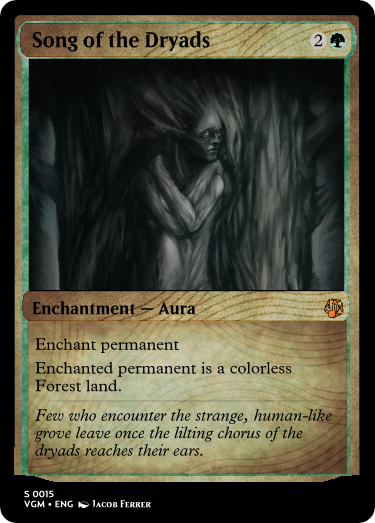 Song of the Dryads 2
Enchantment — Aura
Enchant permanent
Enchanted permanent is a colorless
Forest land.
Few who encounter the strange, human-like
grove leave once the lilting chorus of the
dryads reaches their ears.
S 0015
VGM • ENG Jacob Ferrer